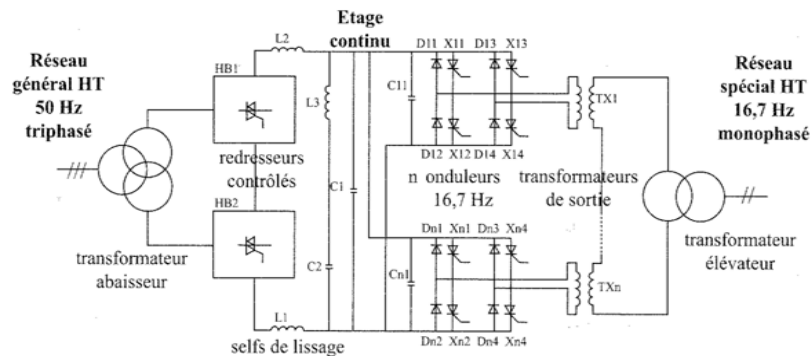 Réseau
général HT
50 Hz
triphasé
transformateur
abaisseur
HB1
redresseurs
contrôlés
HB2
L2
L1
selfs de lissage
Etage
continu
L3
C2
C1
C11
D11 X11 D13 X13
D12 X12 D14 X14
n onduleurs
16,7 Hz
Cn1
Dn1 Xn1 Dn3 Xn4
Dn2 Xn2 Dn4 Xn4
TX1
transformateurs
de sortie
TXn
Réseau
spécial HT
16,7 Hz
monophasé
transformateur
élévateur